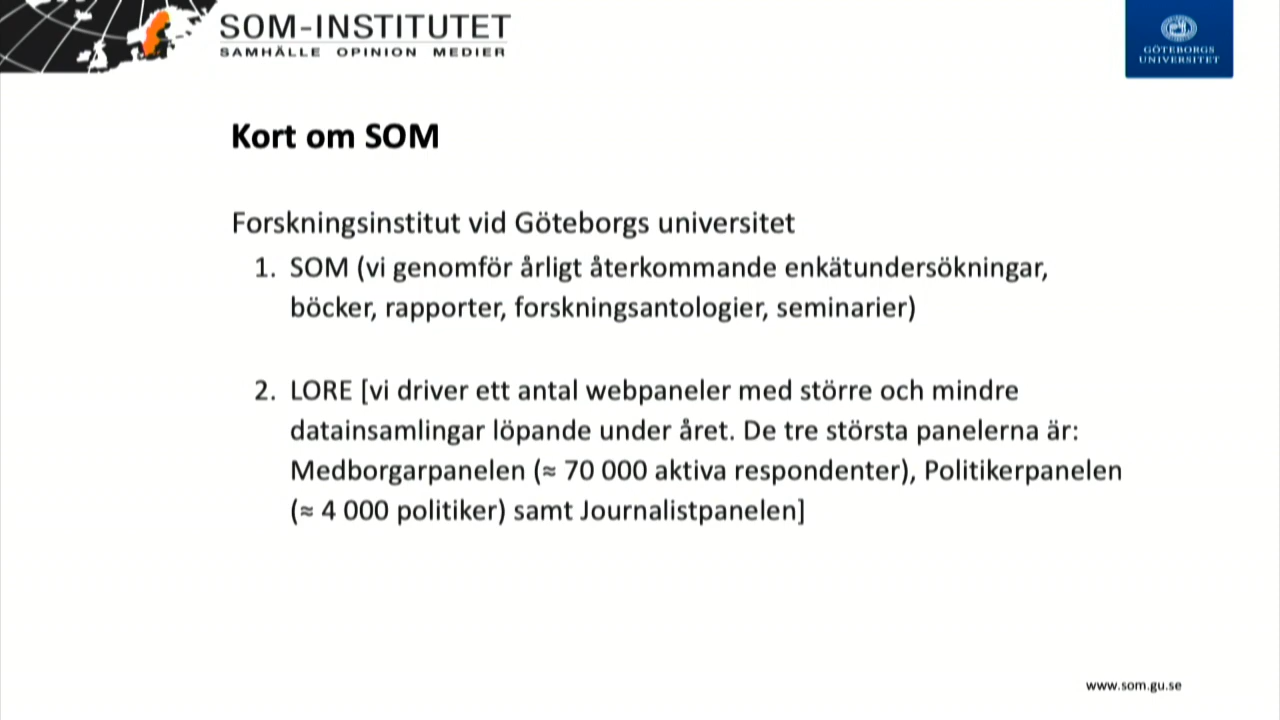 SOM-INSTITUTET
SAMHÄLLE OPINION MEDIER
GÖTEBORGS
UNIVERSITET
Kort om SOM
Forskningsinstitut vid Göteborgs universitet
1. SOM (vi genomför årligt återkommande enkätundersökningar,
böcker, rapporter, forskningsantologier, seminarier)
2. LORE [vi driver ett antal webpaneler med större och mindre
datainsamlingar löpande under året. De tre största panelerna är:
Medborgarpanelen (≈ 70 000 aktiva respondenter), Politikerpanelen
(≈ 4 000 politiker) samt Journalistpanelen]
www.som.gu.se